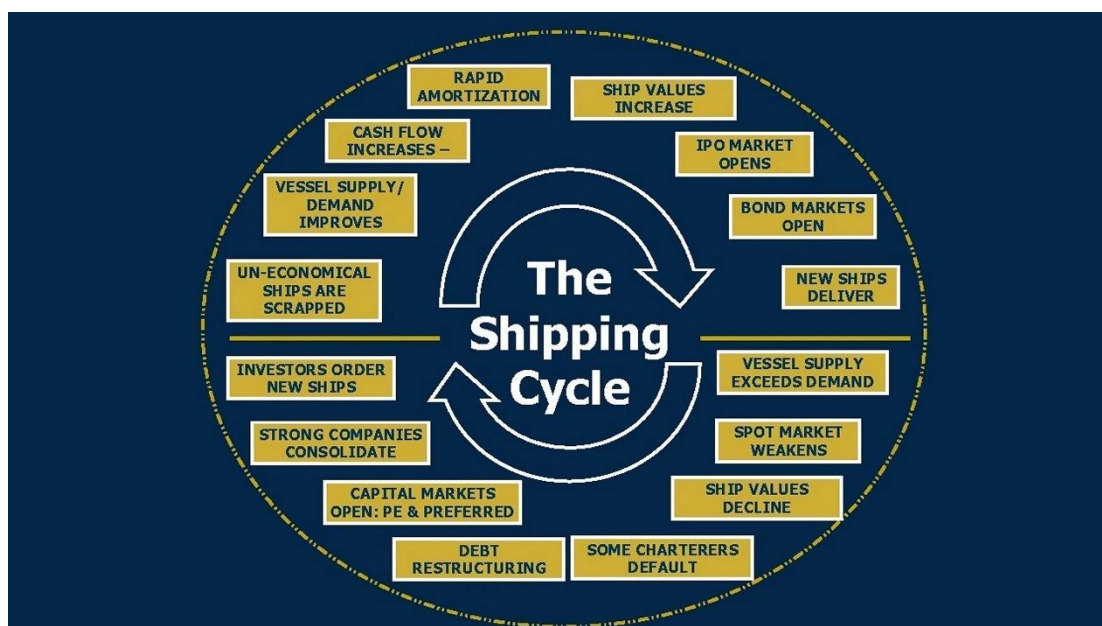 RAPID
AMORTIZATION
SHIP VALUES
INCREASE
CASH FLOW
INCREASES –
IPO MARKET
OPENS
VESSEL SUPPLY/
DEMAND
IMPROVES
BOND MARKETS
OPEN
UN-ECONOMICAL
SHIPS ARE
SCRAPPED
NEW SHIPS
DELIVER
The
Shipping
Cycle
INVESTORS ORDER
NEW SHIPS
VESSEL SUPPLY
EXCEEDS DEMAND
STRONG COMPANIES
CONSOLIDATE
SPOT MARKET
WEAKENS
CAPITAL MARKETS
OPEN: PE & PREFERRED
SHIP VALUES
DECLINE
DEBT
RESTRUCTURING
SOME CHARTERERS
DEFAULT